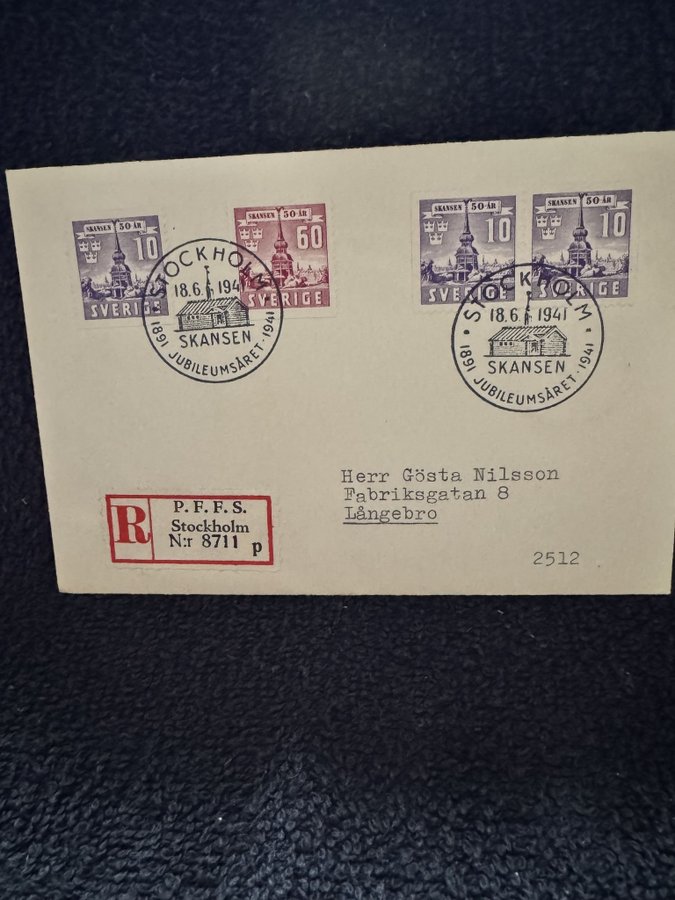 SKANSEN 50 ÅR
10
SVERIGE
SKANSEN 50 ÅR
60
SVERIGE
STOCKHOLM
18.6 194
SKANSEN
1891 JUBILEUMSÅRET · 1941
SKANSEN 50 ÅR
10
SVERIGE
SKANSEN 50 ÅR
10
SVERIGE
STOCKHOLM
18.6 1941
SKANSEN
1891 JUBILEUMSÅRET · 1941
R
P. F. F. S.
Stockholm
N:r 8711 p
Herr Gösta Nilsson
Fabriksgatan 8
Långebro
2512